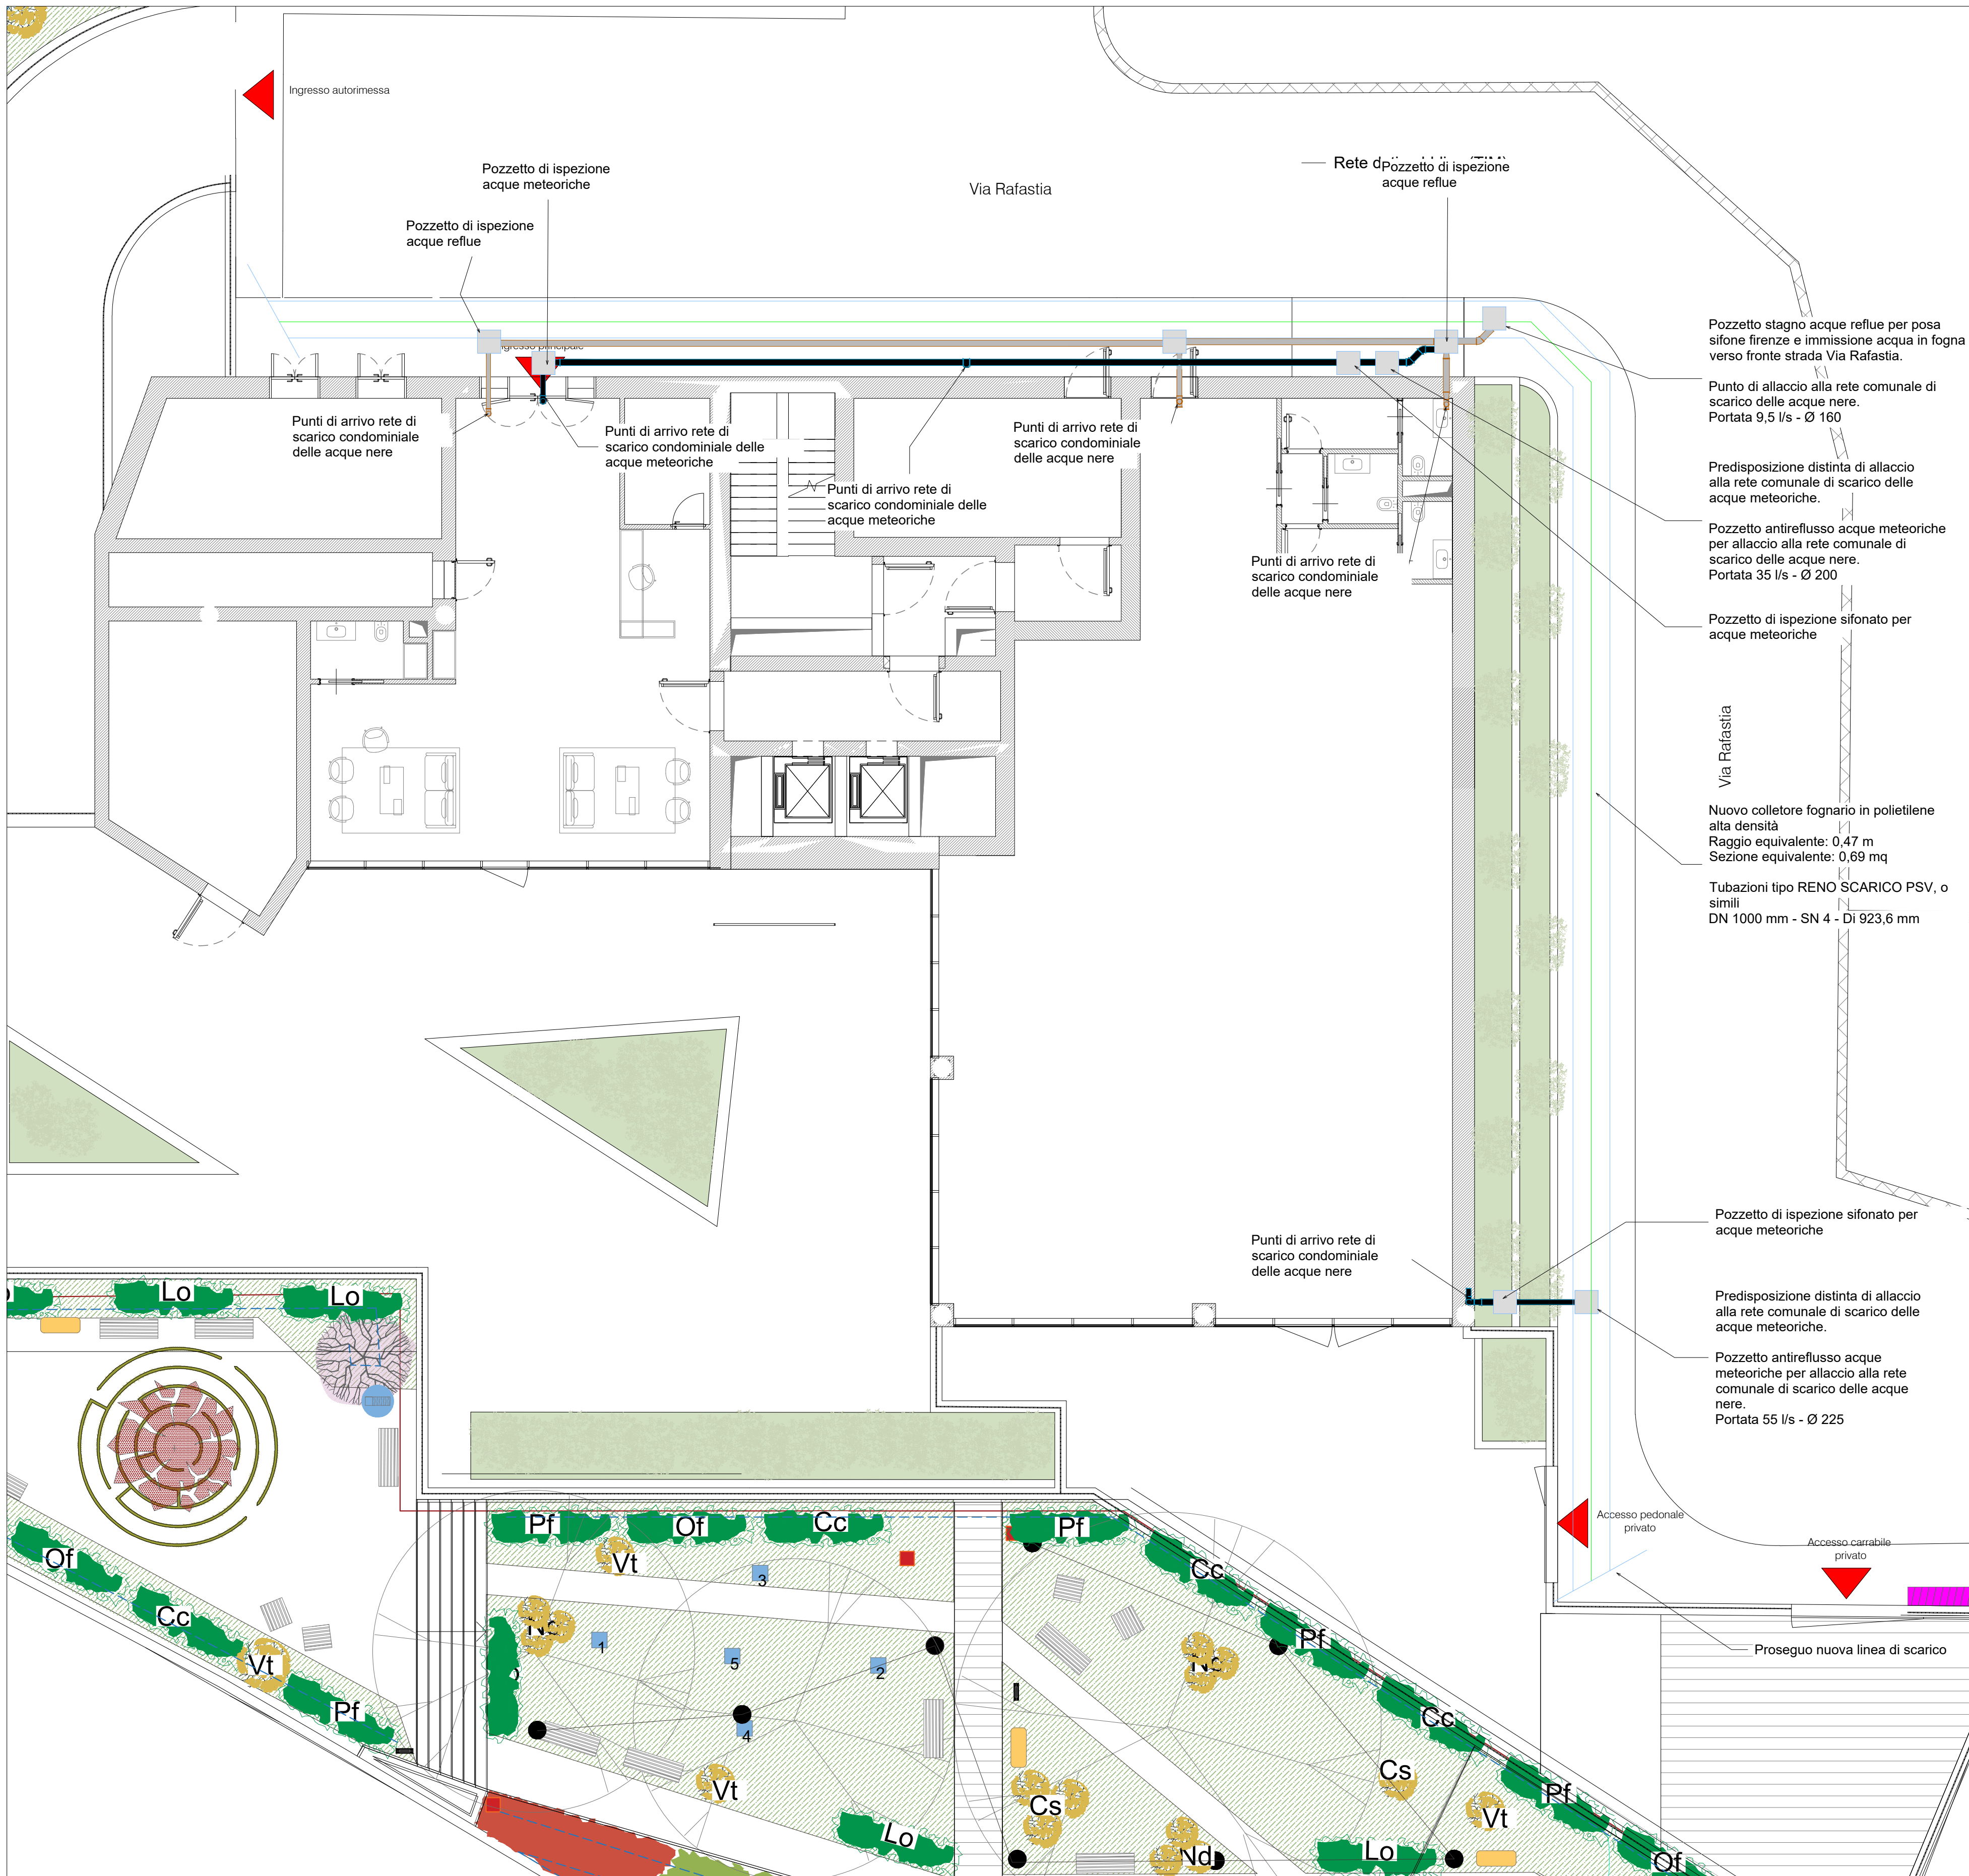 Ingresso autorimessa
Pozzetto di ispezione
acque meteoriche
Via Rafastia
Rete d
Pozzetto di ispezione
acque reflue
Pozzetto di ispezione
acque reflue
Pozzetto stagno acque reflue per posa
sifone firenze e immissione acqua in fogna
verso fronte strada Via Rafastia.
Punto di allaccio alla rete comunale di
scarico delle acque nere.
Portata 9,5 l/s - Ø 160
Predisposizione distinta di allaccio
alla rete comunale di scarico delle
acque meteoriche.
Pozzetto antireflusso acque meteoriche
per allaccio alla rete comunale di
scarico delle acque nere.
Portata 35 l/s - Ø 200
Pozzetto di ispezione sifonato per
acque meteoriche
Punti di arrivo rete di
scarico condominiale
delle acque nere
Punti di arrivo rete di
scarico condominiale delle
acque meteoriche
Punti di arrivo rete di
scarico condominiale delle
acque meteoriche
Punti di arrivo rete di
scarico condominiale
delle acque nere
Punti di arrivo rete di
scarico condominiale
delle acque nere
Via Rafastia
Nuovo colletore fognario in polietilene
alta densità
Raggio equivalente: 0,47 m
Sezione equivalente: 0,69 mq
Tubazioni tipo RENO SCARICO PSV, o
simili
DN 1000 mm - SN 4 - Di 923,6 mm
Punti di arrivo rete di
scarico condominiale
delle acque nere
Pozzetto di ispezione sifonato per
acque meteoriche
Predisposizione distinta di allaccio
alla rete comunale di scarico delle
acque meteoriche.
Pozzetto antireflusso acque
meteoriche per allaccio alla rete
comunale di scarico delle acque
nere.
Portata 55 l/s - Ø 225
Accesso pedonale
privato
Accesso carrabile
privato
Proseguo nuova linea di scarico
Lo
Lo
Of
Cc
Vt
Pf
Pf
Of
Cc
Vt
3
1
5
2
4
Vt
Lo
Pf
Cc
Pf
Cc
Pf
Of
Cs
Cs
Vt
Nd
Lo